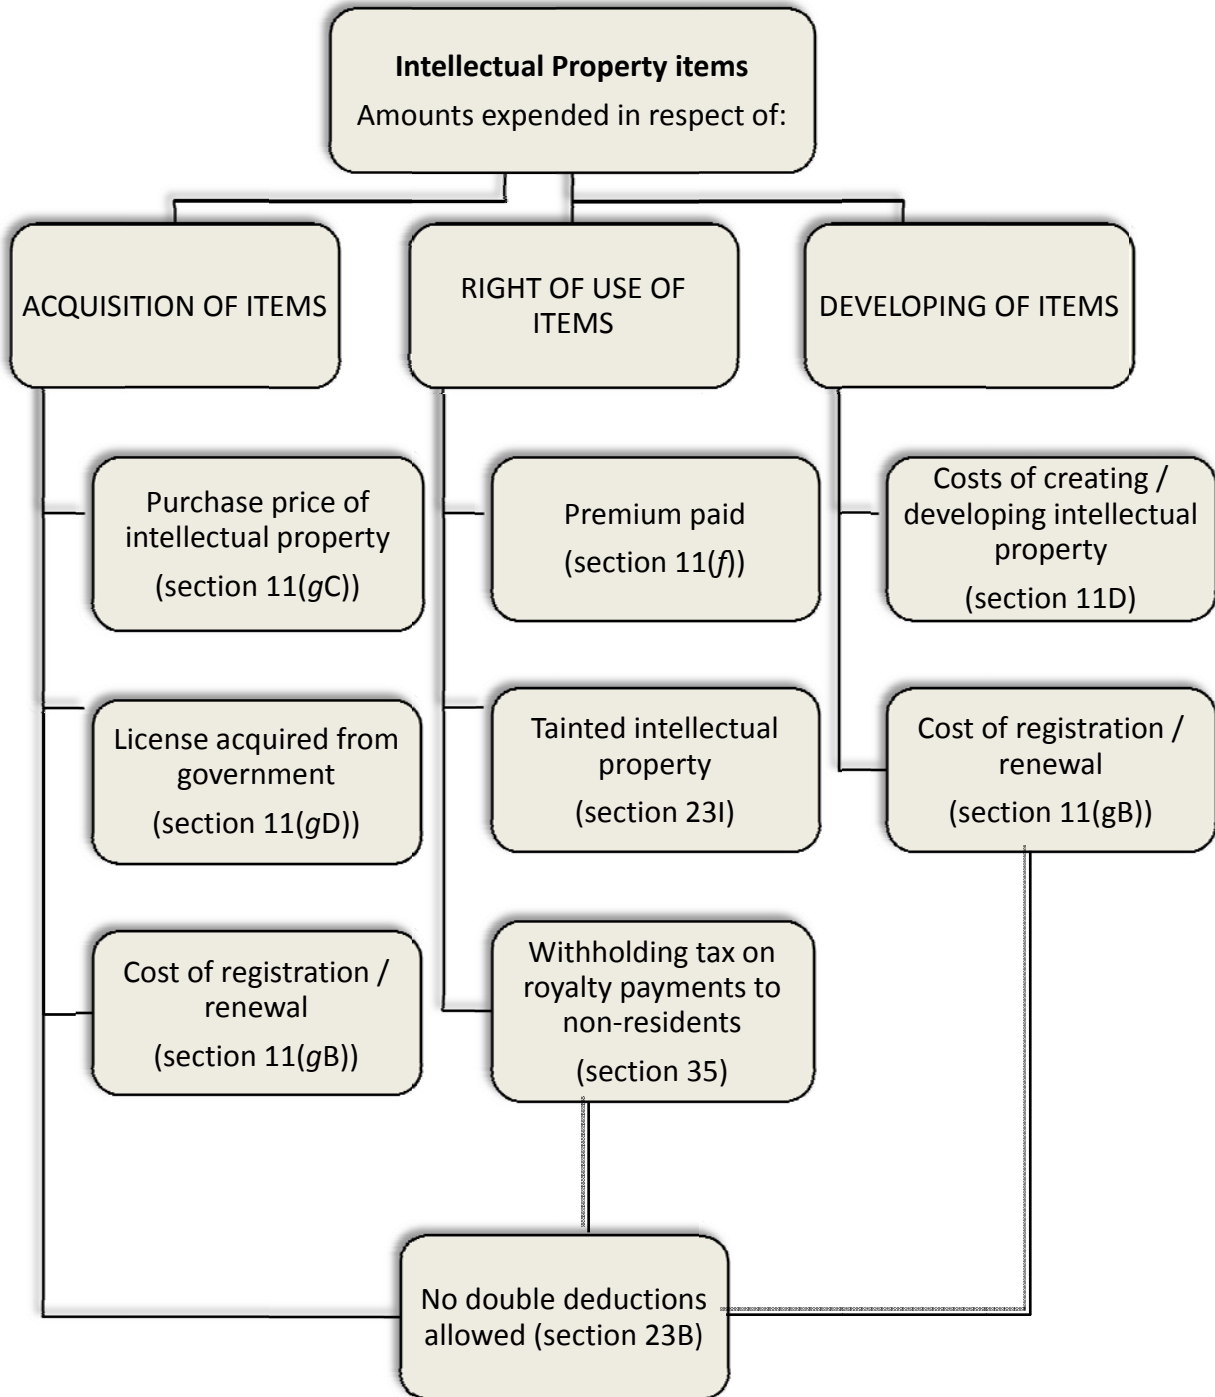 Intellectual Property items
Amounts expended in respect of:
ACQUISITION OF ITEMS
RIGHT OF USE OF
ITEMS
DEVELOPING OF ITEMS
Purchase price of
intellectual property
(section 11(gC))
Premium paid
(section 11(f))
Costs of creating /
developing intellectual
property
(section 11D)
License acquired from
government
(section 11(gD))
Tainted intellectual
property
(section 23I)
Cost of registration /
renewal
(section 11(gB))
Cost of registration /
renewal
(section 11(gB))
Withholding tax on
royalty payments to
non-residents
(section 35)
No double deductions
allowed (section 23B)